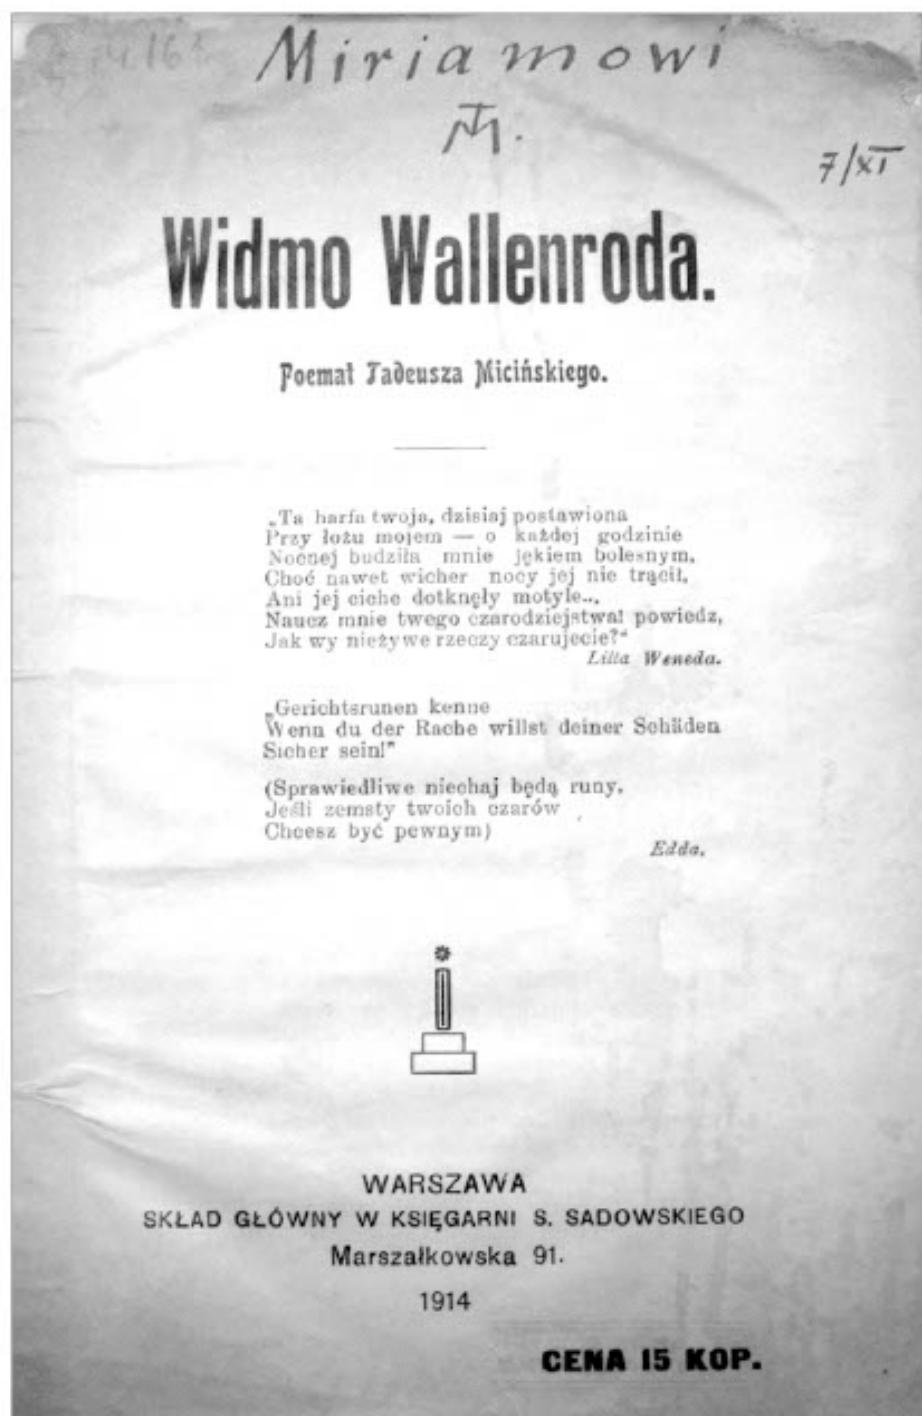 Miriamowi
TM.
7/XI
Widmo Wallenroda.
Poemat Tadeusza Micińskiego.
„Ta harfa twoja, dzisiaj postawiona
Przy łożu mojem — o każdej godzinie
Nocnej budziła mnie jękiem bolesnym.
Choć nawet wicher nocy jej nie trącił,
Ani jej ciche dotknęły motyle...
Naucz mnie twego czarodziejstwa! powiedz,
Jak wy nieżywe rzeczy czarujecie?"
Lilla Weneda.
„Gerichtsrunen kenne
Wenn du der Rache willst deiner Schäden
Sicher sein!"
(Sprawiedliwe niechaj będą runy,
Jeśli zemsty twoich czarów
Chcesz być pewnym)
Edda.
WARSZAWA
SKŁAD GŁÓWNY W KSIĘGARNI S. SADOWSKIEGO
Marszałkowska 91.
1914
CENA 15 KOP.